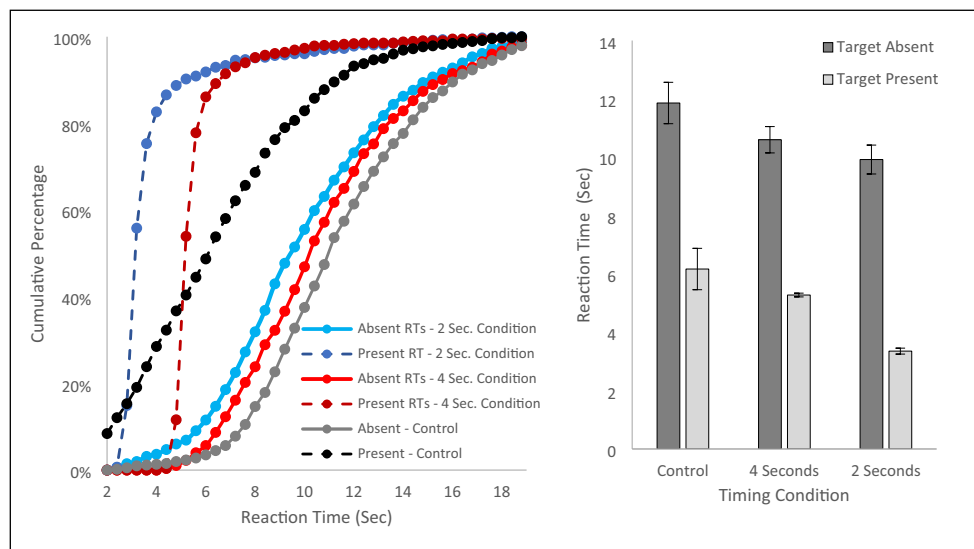 100%
80%
60%
40%
20%
0%
Cumulative Percentage
2 4 6 8 10 12 14 16 18
Reaction Time (Sec)
Absent RTs - 2 Sec. Condition
Present RT - 2 Sec. Condition
Absent RTs - 4 Sec. Condition
Present RTs - 4 Sec. Condition
Absent - Control
Present - Control
14
12
10
8
6
4
2
0
Reaction Time (Sec)
Target Absent
Target Present
Control 4 Seconds 2 Seconds
Timing Condition